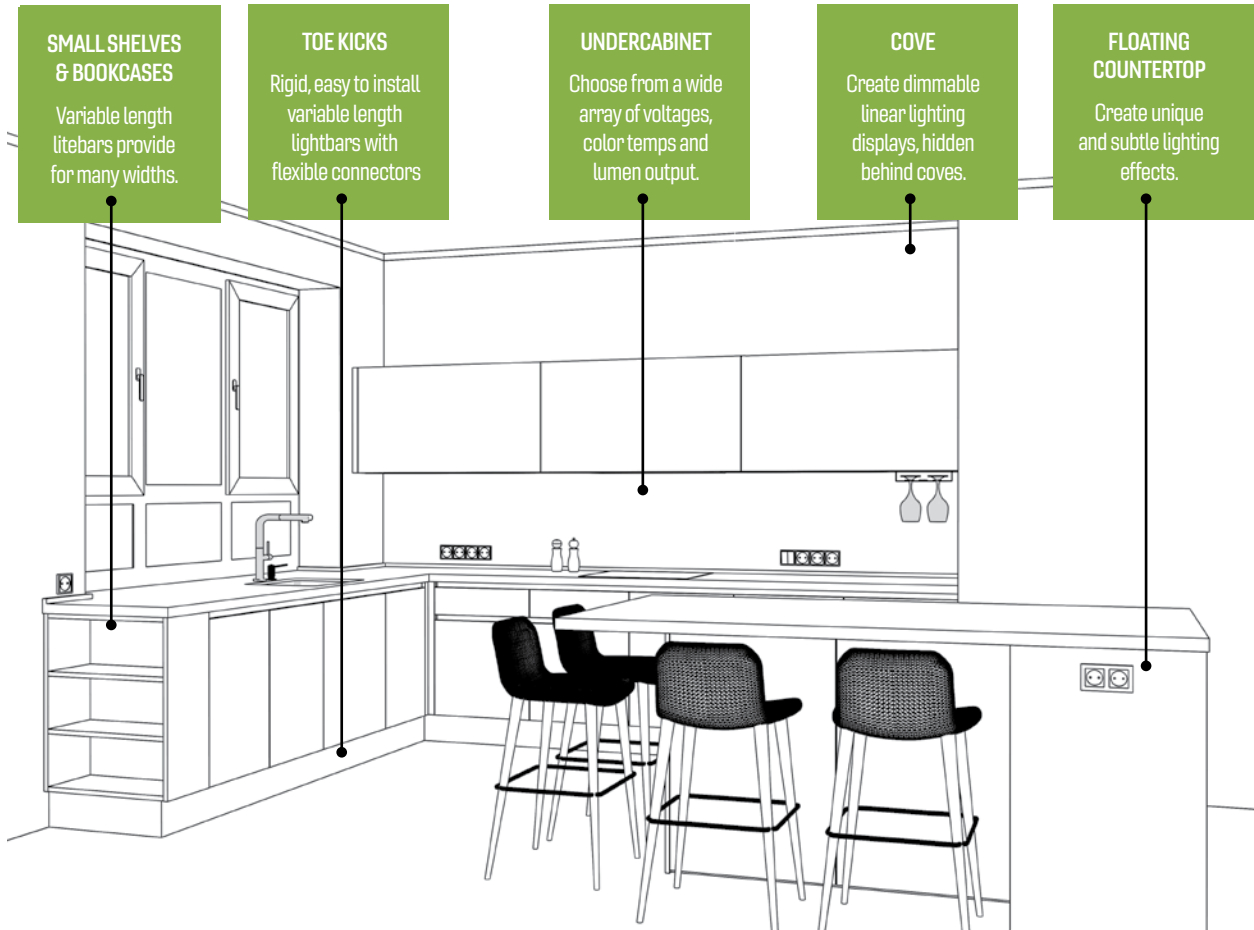 SMALL SHELVES
& BOOKCASES
Variable length
litebars provide
for many widths.
TOE KICKS
Rigid, easy to install
variable length
lightbars with
flexible connectors
UNDERCABINET
Choose from a wide
array of voltages,
color temps and
lumen output.
COVE
Create dimmable
linear lighting
displays, hidden
behind coves.
FLOATING
COUNTERTOP
Create unique
and subtle lighting
effects.